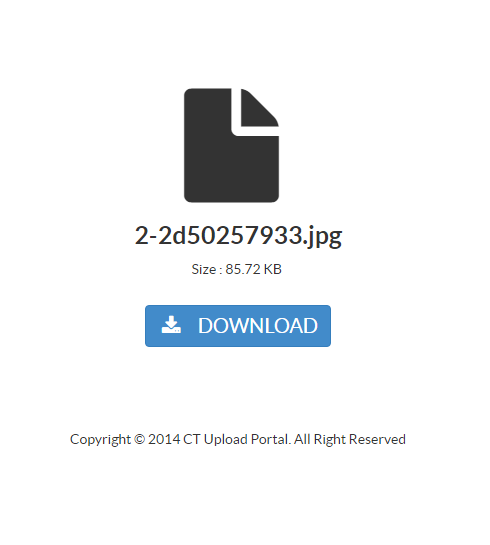 2-2d50257933.jpg
Size : 85.72 KB
DOWNLOAD
Copyright © 2014 CT Upload Portal. All Right Reserved